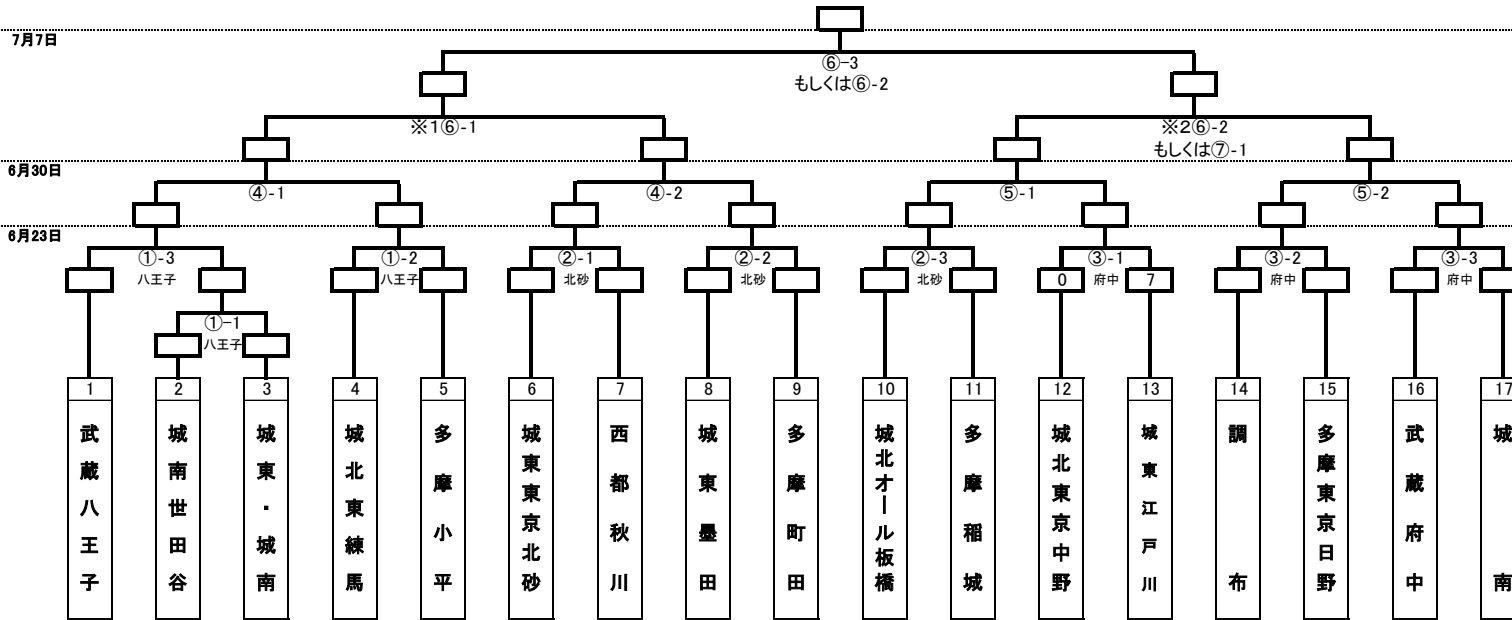 7月7日
⑥-3
もしくは⑥-2
※1⑥-1
※2⑥-2
もしくは⑦-1
6月30日
④-1
④-2
⑤-1
⑤-2
6月23日
①-3
八王子
①-2
八王子
②-1
北砂
②-2
北砂
②-3
北砂
③-1
0 府中 7
③-2
府中
③-3
府中
①-1
八王子
1 2 3 4 5 6 7 8 9 10 11 12 13 14 15 16 17
武蔵八王子
城南世田谷
城東・城南
城北東練馬
多摩小平
城東東京北砂
西都秋川
城東墨田
多摩町田
城北オール板橋
多摩稲城
城北東京中野
城東江戸川
調布
多摩東京日野
武蔵府中
城南